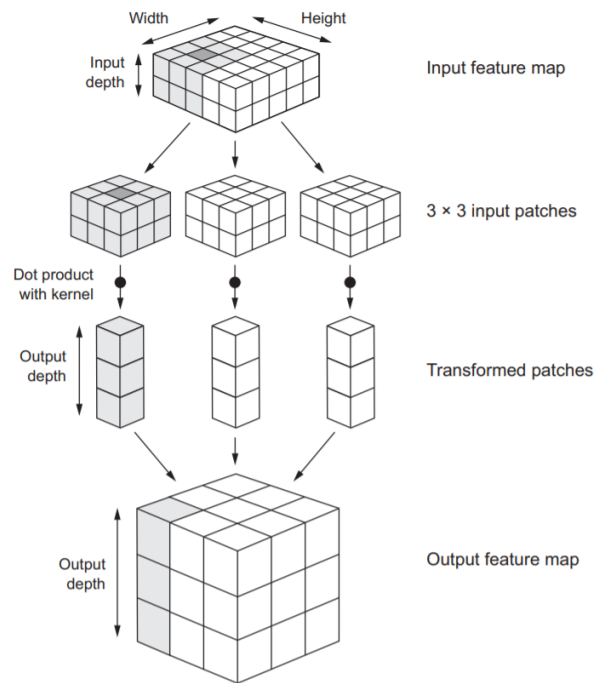 Width
Height
Input
depth
Input feature map
3 × 3 input patches
Dot product
with kernel
Output
depth
Transformed patches
Output
depth
Output feature map